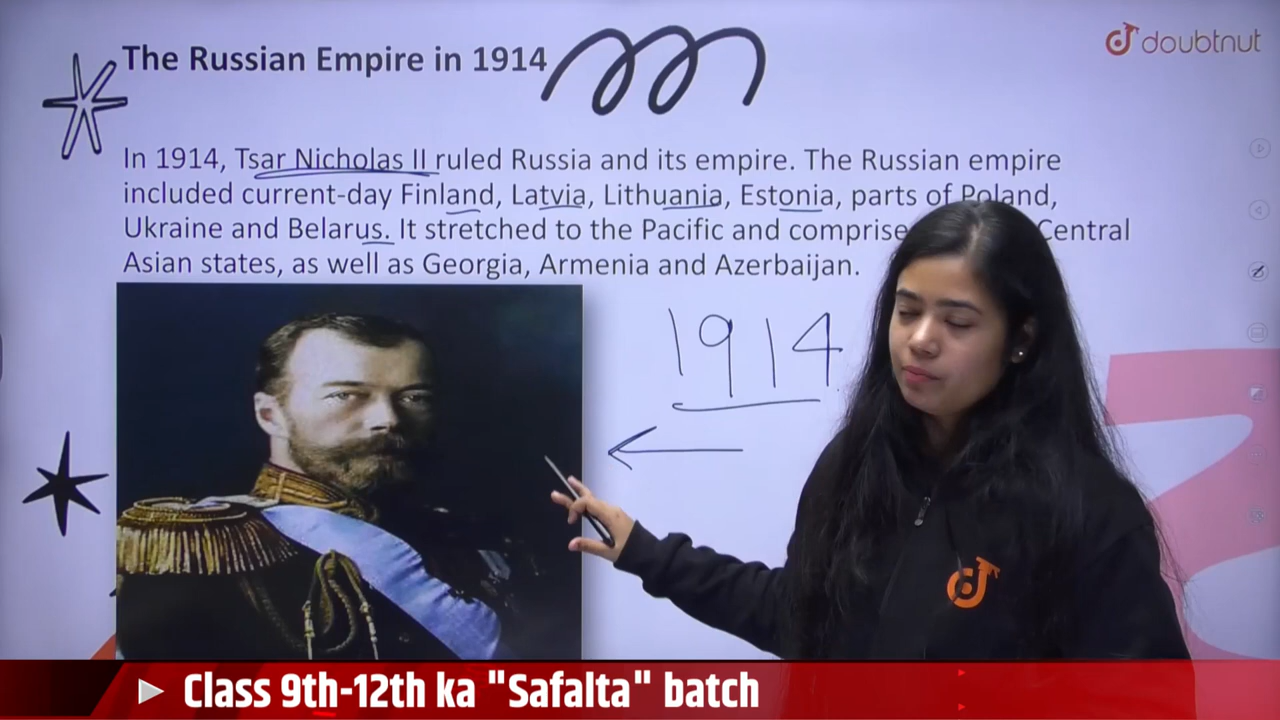 The Russian Empire in 1914
doubtnut
In 1914, Tsar Nicholas II ruled Russia and its empire. The Russian empire
included current-day Finland, Latvia, Lithuania, Estonia, parts of Poland,
Ukraine and Belarus. It stretched to the Pacific and comprise Central
Asian states, as well as Georgia, Armenia and Azerbaijan.
1914
Class 9th-12th ka "Safalta" batch